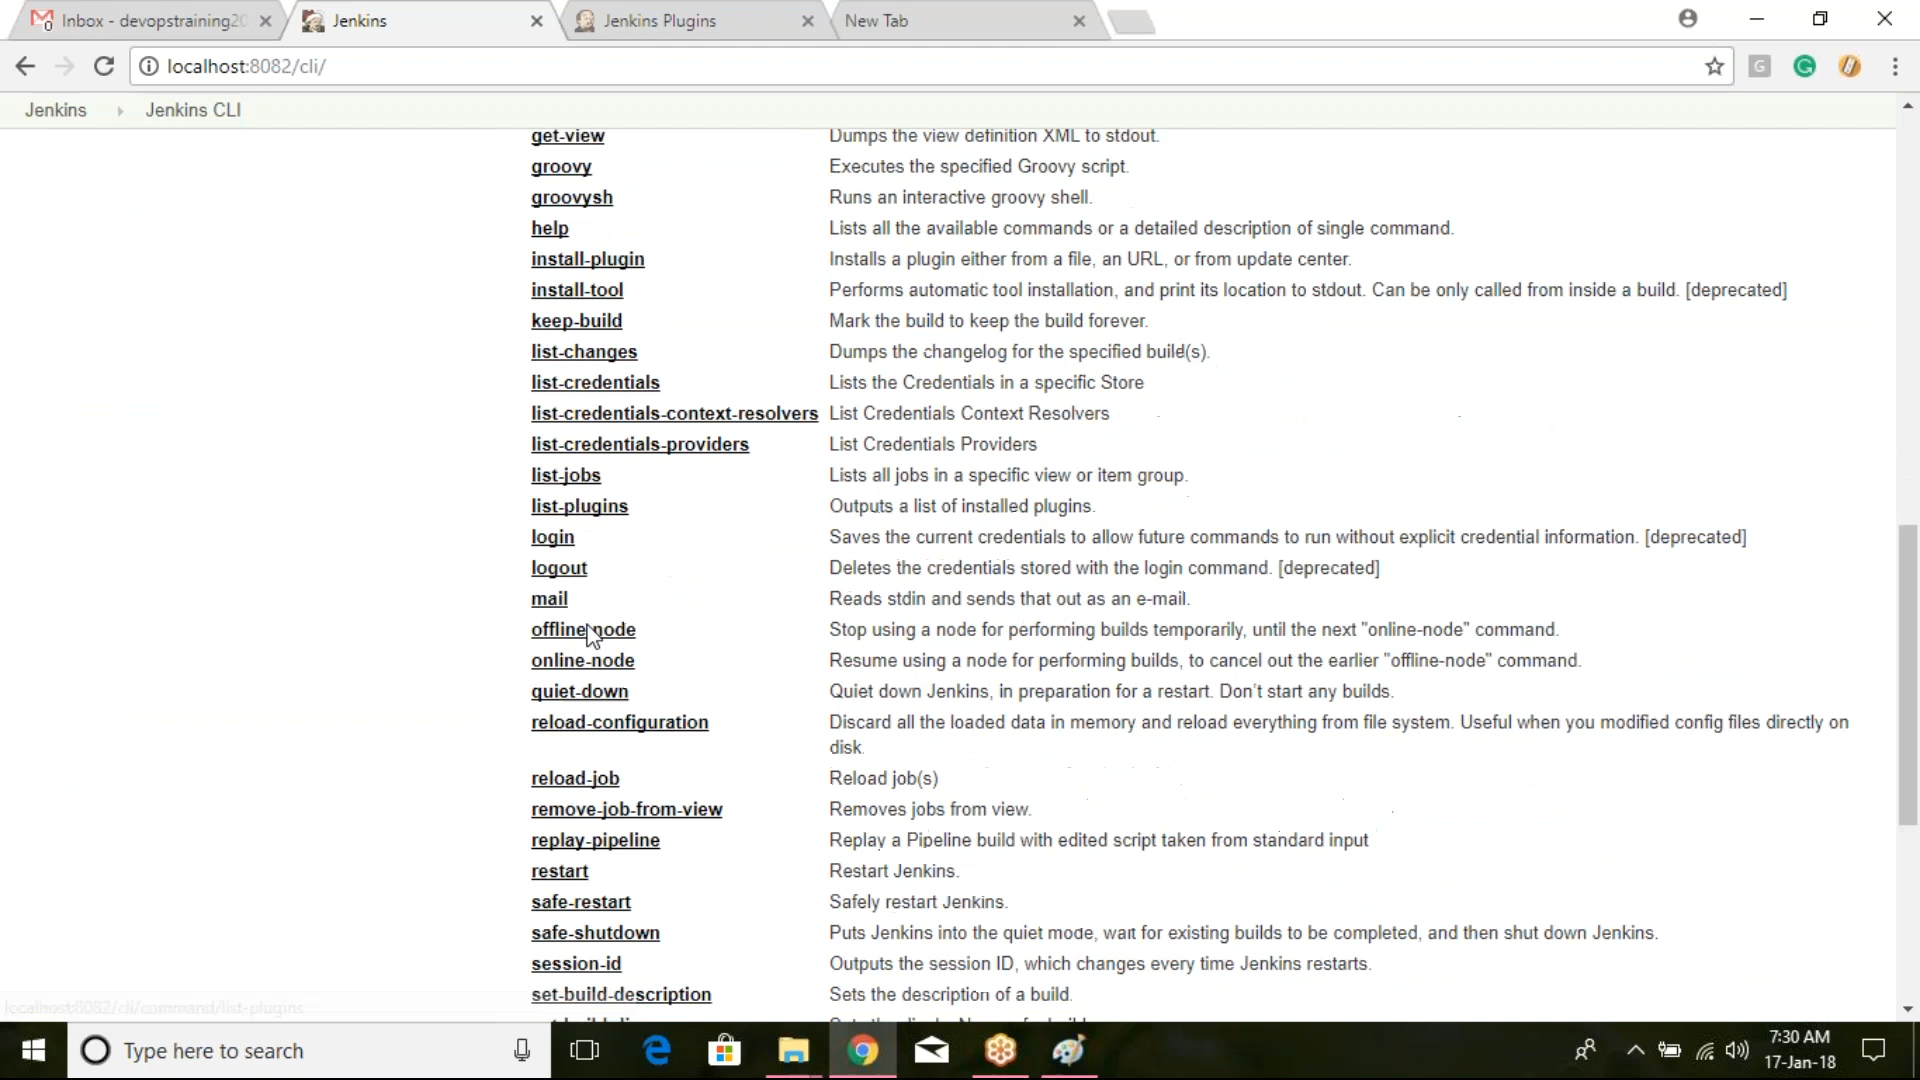 Inbox - devopstraining20
Jenkins
Jenkins Plugins
New Tab
localhost:8082/cli/
Jenkins
Jenkins CLI
get-view Dumps the view definition XML to stdout.
groovy Executes the specified Groovy script.
groovysh Runs an interactive groovy shell.
help Lists all the available commands or a detailed description of single command.
install-plugin Installs a plugin either from a file, an URL, or from update center.
install-tool Performs automatic tool installation, and print its location to stdout. Can be only called from inside a build. [deprecated]
keep-build Mark the build to keep the build forever.
list-changes Dumps the changelog for the specified build(s).
list-credentials Lists the Credentials in a specific Store
list-credentials-context-resolvers List Credentials Context Resolvers
list-credentials-providers List Credentials Providers
list-jobs Lists all jobs in a specific view or item group.
list-plugins Outputs a list of installed plugins.
login Saves the current credentials to allow future commands to run without explicit credential information. [deprecated]
logout Deletes the credentials stored with the login command. [deprecated]
mail Reads stdin and sends that out as an e-mail.
offline-node Stop using a node for performing builds temporarily, until the next "online-node" command.
online-node Resume using a node for performing builds, to cancel out the earlier "offline-node" command.
quiet-down Quiet down Jenkins, in preparation for a restart. Don't start any builds.
reload-configuration Discard all the loaded data in memory and reload everything from file system. Useful when you modified config files directly on
disk.
reload-job Reload job(s)
remove-job-from-view Removes jobs from view.
replay-pipeline Replay a Pipeline build with edited script taken from standard input
restart Restart Jenkins.
safe-restart Safely restart Jenkins.
safe-shutdown Puts Jenkins into the quiet mode, wait for existing builds to be completed, and then shut down Jenkins.
session-id Outputs the session ID, which changes every time Jenkins restarts.
set-build-description Sets the description of a build.
localhost:8082/cli/command/list-plugins
Type here to search
7:30 AM
17-Jan-18